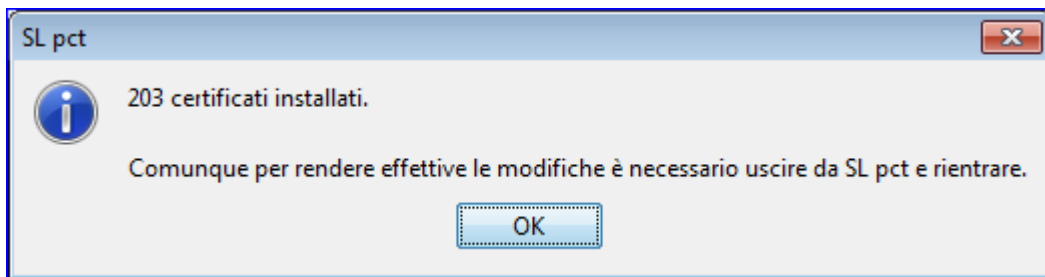 SL pct
203 certificati installati.
Comunque per rendere effettive le modifiche è necessario uscire da SL pct e rientrare.
OK